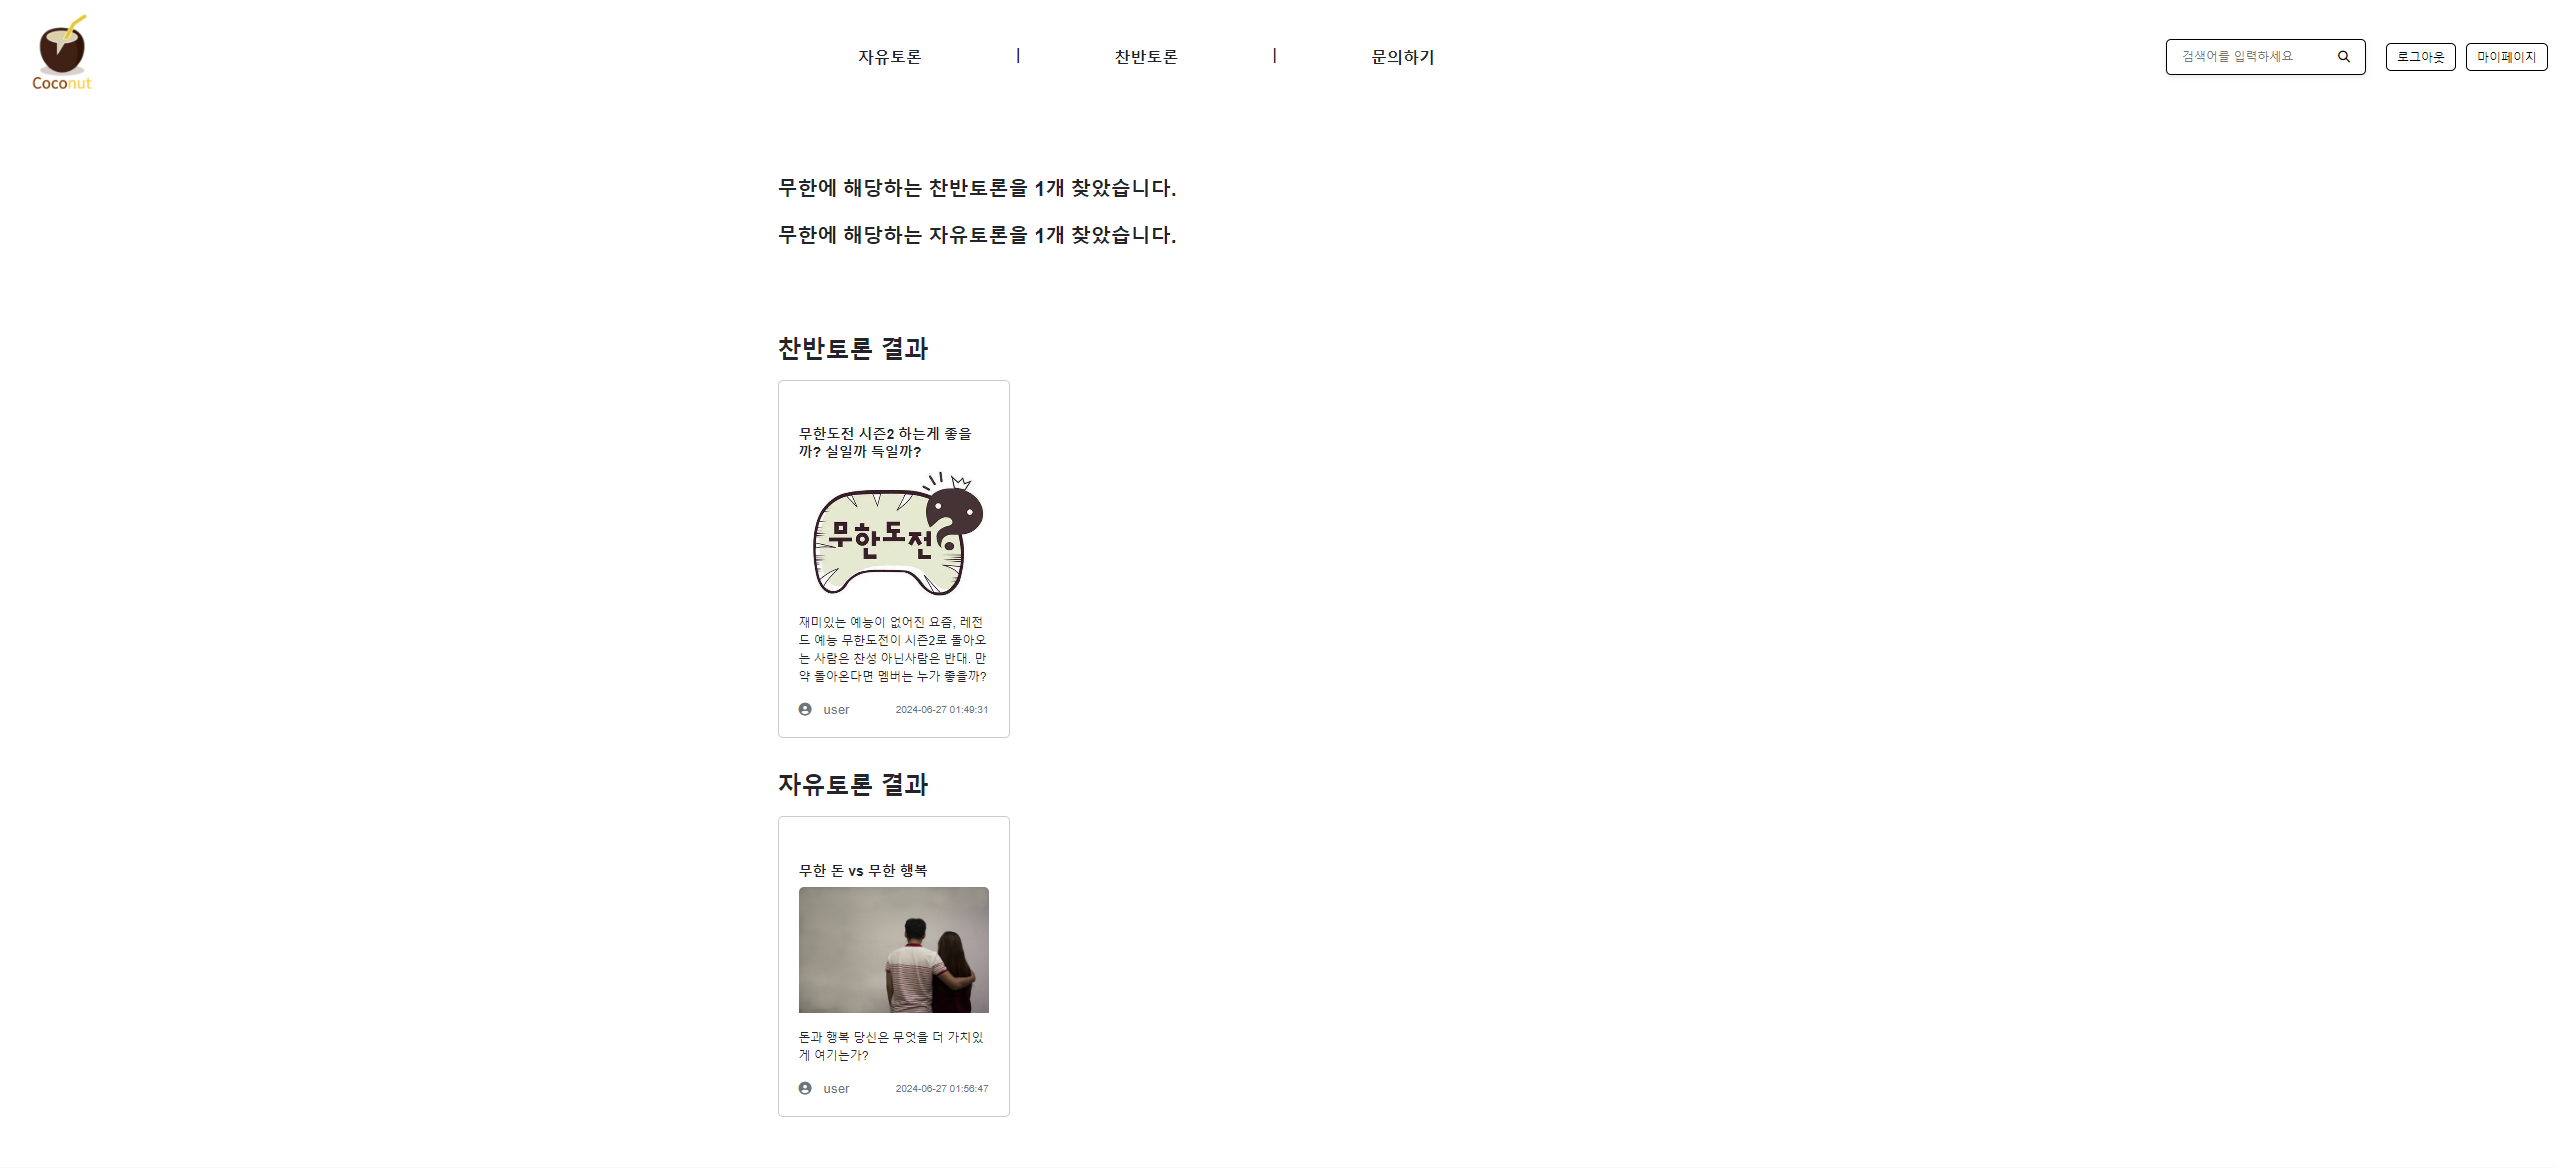 Coconut
자유토론 | 찬반토론 | 문의하기
검색어를 입력하세요
로그아웃
마이페이지
무한에 해당하는 찬반토론을 1개 찾았습니다.
무한에 해당하는 자유토론을 1개 찾았습니다.
찬반토론 결과
무한도전 시즌2 하는게 좋을
까? 실일까 득일까?
무한도전?
재미있는 예능이 없어진 요즘, 레전
드 예능 무한도전이 시즌2로 돌아오
는 사람은 찬성 아닌사람은 반대. 만
약 돌아온다면 멤버는 누가 좋을까?
user 2024-06-27 01:49:31
자유토론 결과
무한 돈 vs 무한 행복
돈과 행복 당신은 무엇을 더 가치있
게 여기는가?
user 2024-06-27 01:56:47